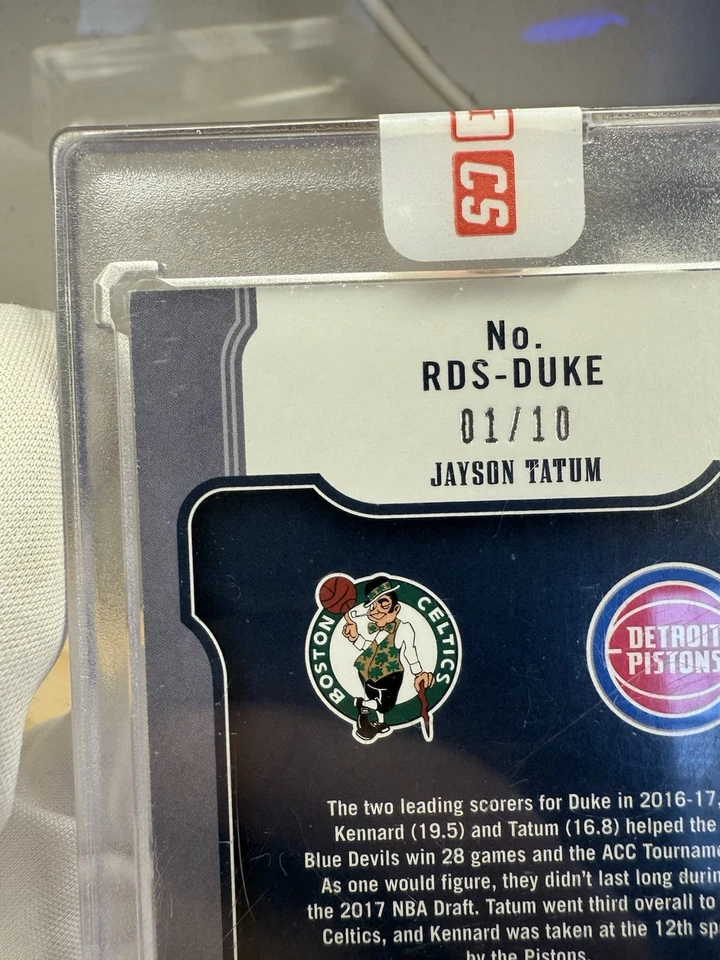 CS
No.
RDS-DUKE
01/10
JAYSON TATUM
BOSTON CELTICS
DETROIT
PISTONS
The two leading scorers for Duke in 2016-17,
Kennard (19.5) and Tatum (16.8) helped the
Blue Devils win 28 games and the ACC Tourname
As one would figure, they didn't last long durin
the 2017 NBA Draft. Tatum went third overall to
Celtics, and Kennard was taken at the 12th sp
by the Pistons.